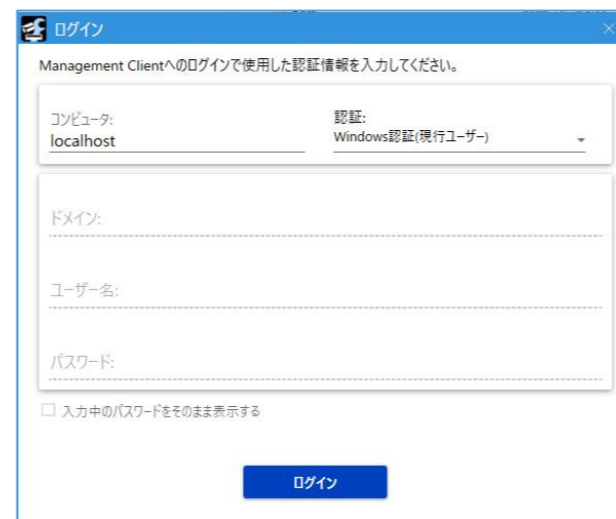 ログイン
Management Clientへのログインで使用した認証情報を入力してください。
コンピュータ:
localhost
認証:
Windows認証(現行ユーザー)
ドメイン:
ユーザー名:
パスワード:
入力中のパスワードをそのまま表示する
ログイン